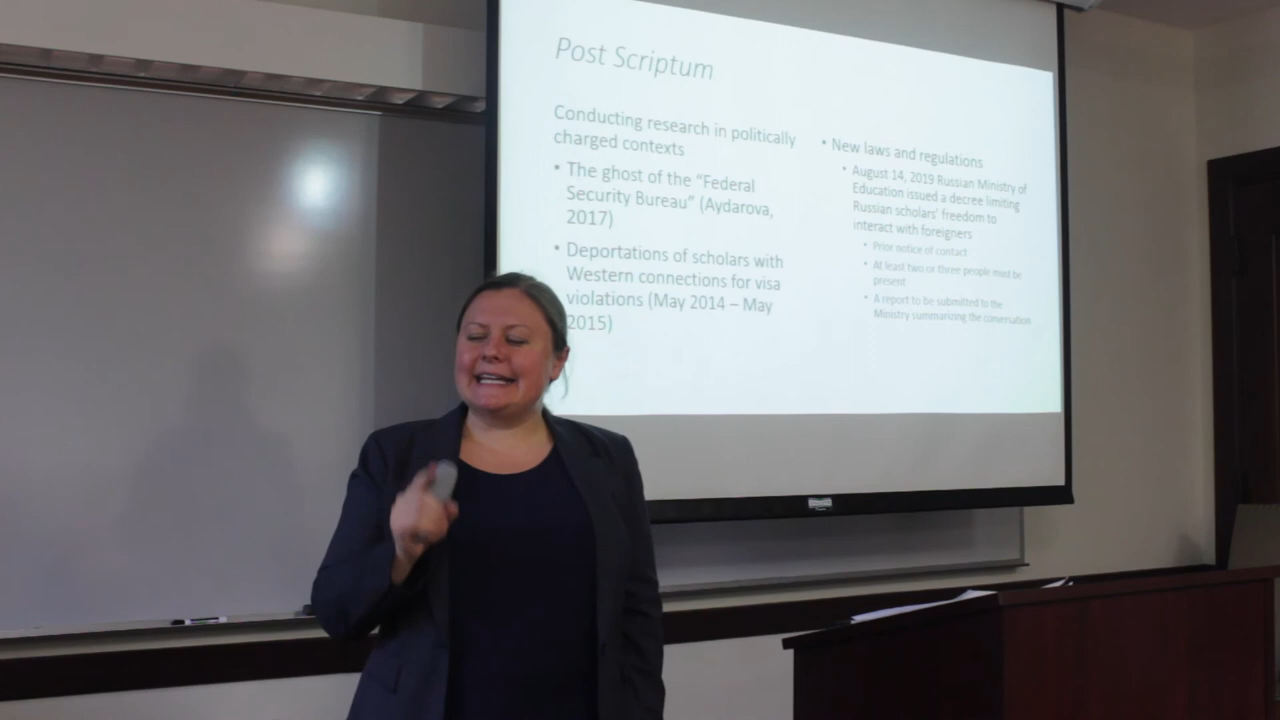 Post Scriptum
Conducting research in politically
charged contexts
• The ghost of the “Federal
Security Bureau” (Aydarova,
2017)
• Deportations of scholars with
Western connections for visa
violations (May 2014 – May
2015)
• New laws and regulations
• August 14, 2019 Russian Ministry of
Education issued a decree limiting
Russian scholars’ freedom to
interact with foreigners
• Prior notice of contact
• At least two or three people must be
present
• A report to be submitted to the
Ministry summarizing the conversation